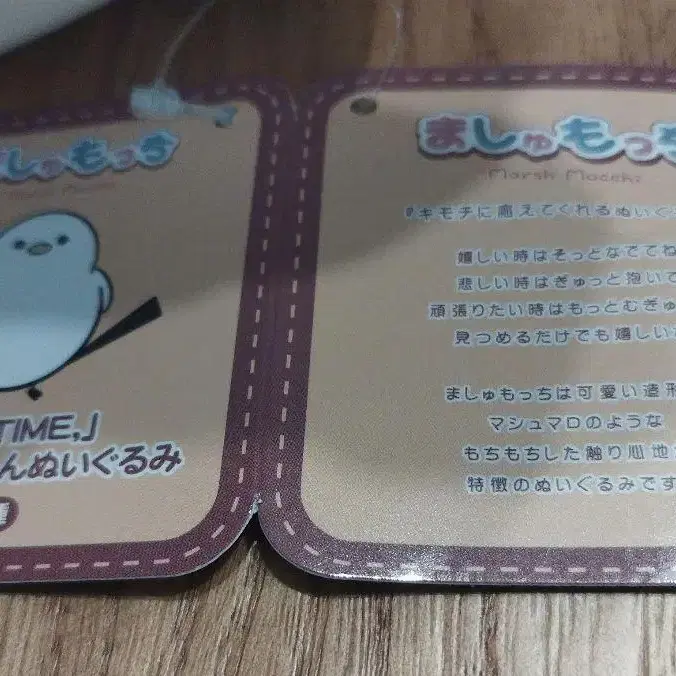 しゅもっち
TIME,」
んぬいぐるみ
ましゅもっち
Marsh Mocchi
『キモチに応えてくれるぬいぐ
嬉しい時はそっとなでてね
悲しい時はぎゅっと抱いて
頑張りたい時はもっとむぎゅ
見つめるだけでも嬉しい
ましゅもっちは可愛い造形
マシュマロのような
もちもちした触り心地
特徴のぬいぐるみです